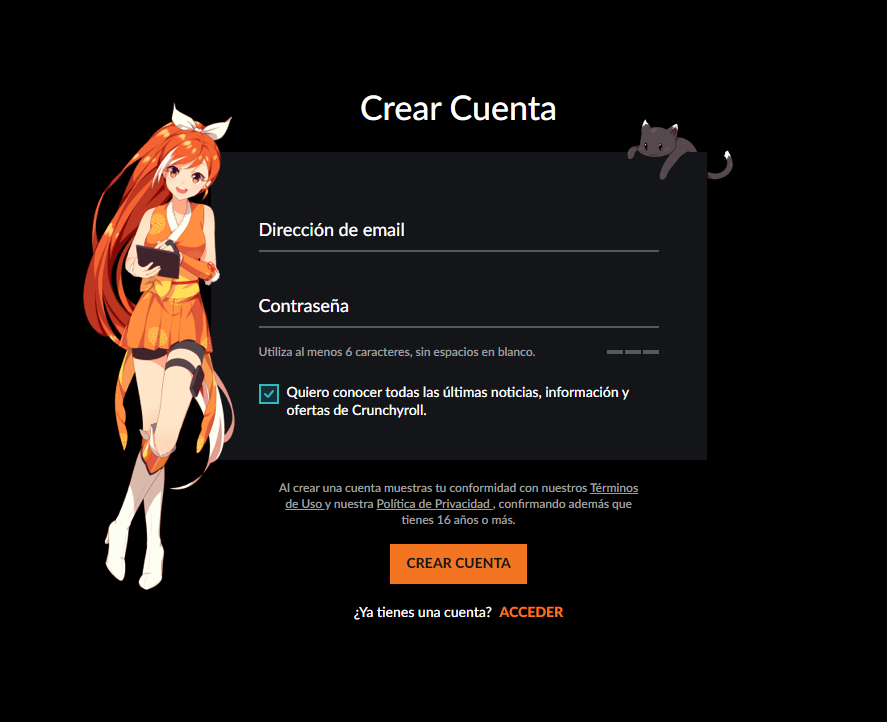 Crear Cuenta
Dirección de email
Contraseña
Utiliza al menos 6 caracteres, sin espacios en blanco.
Quiero conocer todas las últimas noticias, información y
ofertas de Crunchyroll.
Al crear una cuenta muestras tu conformidad con nuestros Términos
de Uso y nuestra Política de Privacidad , confirmando además que
tienes 16 años o más.
CREAR CUENTA
¿Ya tienes una cuenta? ACCEDER